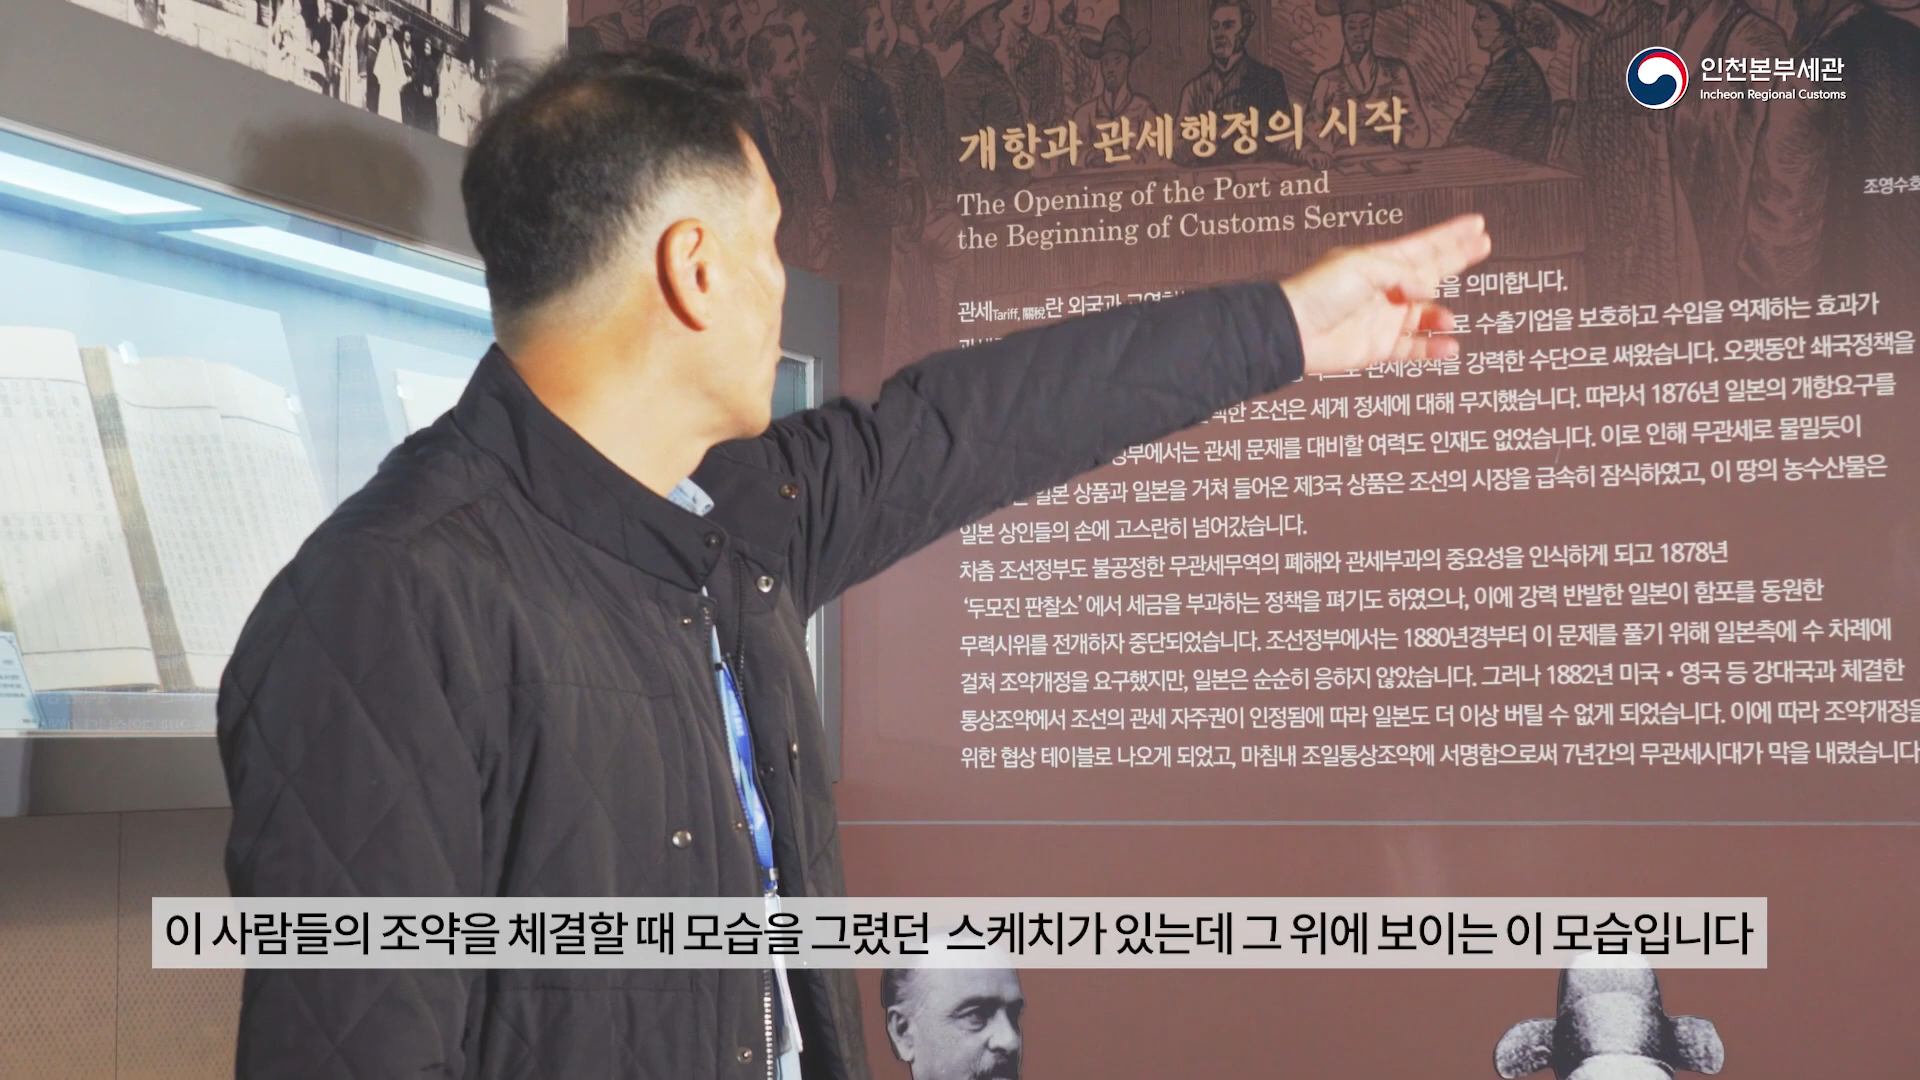 인천본부세관
Incheon Regional Customs
개항과 관세행정의 시작
The Opening of the Port and
the Beginning of Customs Service
조영수호
관세Tariff, 關稅란 외국과 을 의미합니다.
로 수출기업을 보호하고 수입을 억제하는 효과가
관세정책을 강력한 수단으로 써왔습니다. 오랫동안 쇄국정책을
조선은 세계 정세에 대해 무지했습니다. 따라서 1876년 일본의 개항요구를
정부에서는 관세 문제를 대비할 여력도 인재도 없었습니다. 이로 인해 무관세로 물밀듯이
일본 상품과 일본을 거쳐 들어온 제3국 상품은 조선의 시장을 급속히 잠식하였고, 이 땅의 농수산물은
일본 상인들의 손에 고스란히 넘어갔습니다.
차츰 조선정부도 불공정한 무관세무역의 폐해와 관세부과의 중요성을 인식하게 되고 1878년
‘두모진 판찰소’에서 세금을 부과하는 정책을 펴기도 하였으나, 이에 강력 반발한 일본이 함포를 동원한
무력시위를 전개하자 중단되었습니다. 조선정부에서는 1880년경부터 이 문제를 풀기 위해 일본측에 수 차례에
걸쳐 조약개정을 요구했지만, 일본은 순순히 응하지 않았습니다. 그러나 1882년 미국·영국 등 강대국과 체결한
통상조약에서 조선의 관세 자주권이 인정됨에 따라 일본도 더 이상 버틸 수 없게 되었습니다. 이에 따라 조약개정을
위한 협상 테이블로 나오게 되었고, 마침내 조일통상조약에 서명함으로써 7년간의 무관세시대가 막을 내렸습니다
이 사람들의 조약을 체결할 때 모습을 그렸던 스케치가 있는데 그 위에 보이는 이 모습입니다